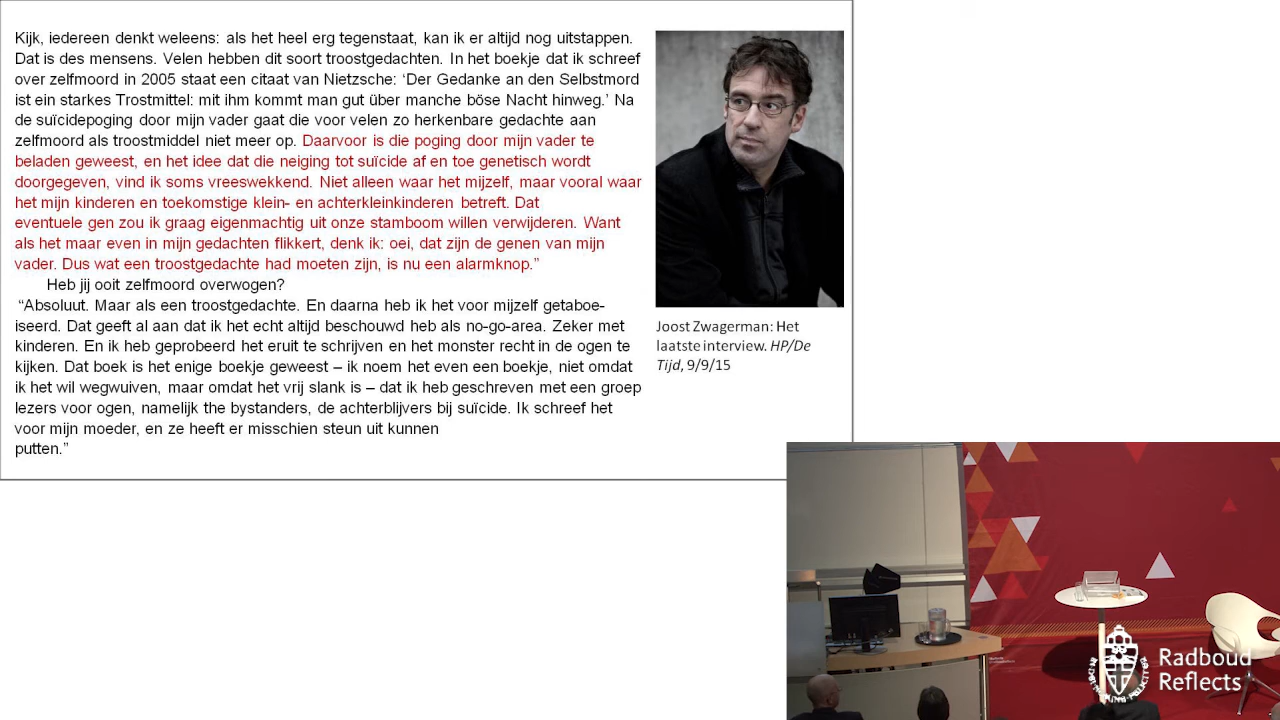 Kijk, iedereen denkt weleens: als het heel erg tegenstaat, kan ik er altijd nog uitstappen.
Dat is des mensens. Velen hebben dit soort troostgedachten. In het boekje dat ik schreef
over zelfmoord in 2005 staat een citaat van Nietzsche: ‘Der Gedanke an den Selbstmord
ist ein starkes Trostmittel: mit ihm kommt man gut über manche böse Nacht hinweg.’ Na
de suïcidepoging door mijn vader gaat die voor velen zo herkenbare gedachte aan
zelfmoord als troostmiddel niet meer op. Daarvoor is die poging door mijn vader te
beladen geweest, en het idee dat die neiging tot suïcide af en toe genetisch wordt
doorgegeven, vind ik soms vreeswekkend. Niet alleen waar het mijzelf, maar vooral waar
het mijn kinderen en toekomstige klein- en achterkleinkinderen betreft. Dat
eventuele gen zou ik graag eigenmachtig uit onze stamboom willen verwijderen. Want
als het maar even in mijn gedachten flikkert, denk ik: oei, dat zijn de genen van mijn
vader. Dus wat een troostgedachte had moeten zijn, is nu een alarmknop.”
Heb jij ooit zelfmoord overwogen?
“Absoluut. Maar als een troostgedachte. En daarna heb ik het voor mijzelf getaboe-
iseerd. Dat geeft al aan dat ik het echt altijd beschouwd heb als no-go-area. Zeker met
kinderen. En ik heb geprobeerd het eruit te schrijven en het monster recht in de ogen te
kijken. Dat boek is het enige boekje geweest – ik noem het even een boekje, niet omdat
ik het wil wegwuiven, maar omdat het vrij slank is – dat ik heb geschreven met een groep
lezers voor ogen, namelijk the bystanders, de achterblijvers bij suïcide. Ik schreef het
voor mijn moeder, en ze heeft er misschien steun uit kunnen
putten.”
Joost Zwagerman: Het
laatste interview. HP/De
Tijd, 9/9/15
Radboud
Reflects